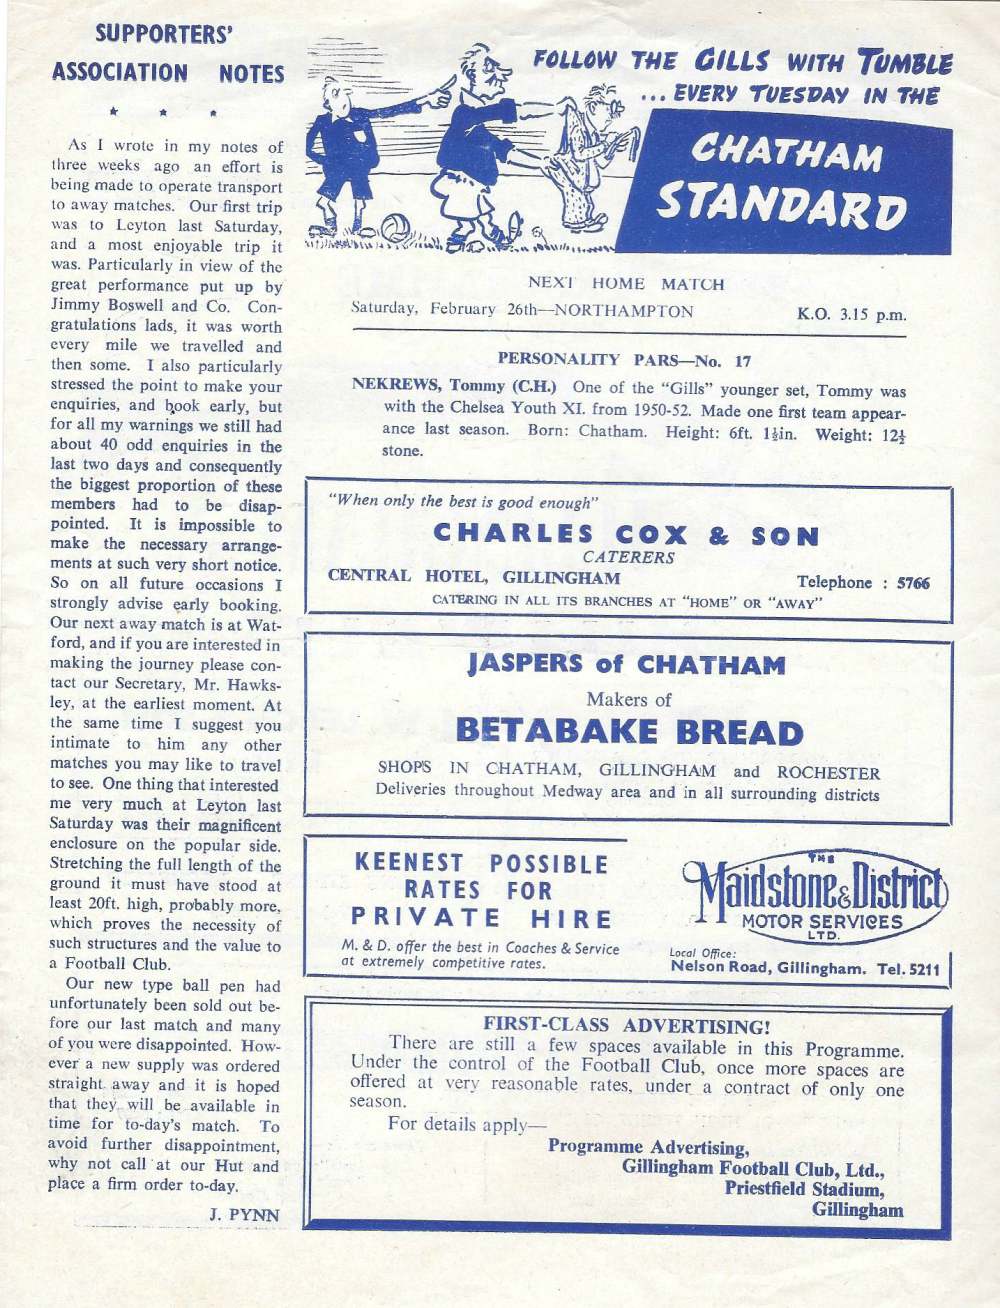 SUPPORTERS'
ASSOCIATION NOTES
* * *
As I wrote in my notes of
three weeks ago an effort is
being made to operate transport
to away matches. Our first trip
was to Leyton last Saturday,
and a most enjoyable trip it
was. Particularly in view of the
great performance put up by
Jimmy Boswell and Co. Con-
gratulations lads, it was worth
every mile we travelled and
then some. I also particularly
stressed the point to make your
enquiries, and book early, but
for all my warnings we still had
about 40 odd enquiries in the
last two days and consequently
the biggest proportion of these
members had to be disap-
pointed. It is impossible to
make the necessary arrange-
ments at such very short notice.
So on all future occasions I
strongly advise early booking.
Our next away match is at Wat-
ford, and if you are interested in
making the journey please con-
tact our Secretary, Mr. Hawks-
ley, at the earliest moment. At
the same time I suggest you
intimate to him any other
matches you may like to travel
to see. One thing that interested
me very much at Leyton last
Saturday was their magnificent
enclosure on the popular side.
Stretching the full length of the
ground it must have stood at
least 20ft. high, probably more,
which proves the necessity of
such structures and the value to
a Football Club.
Our new type ball pen had
unfortunately been sold out be-
fore our last match and many
of you were disappointed. How-
ever a new supply was ordered
straight away and it is hoped
that they will be available in
time for to-day's match. To
avoid further disappointment,
why not call at our Hut and
place a firm order to-day.
J. PYNN
FOLLOW THE GILLS WITH TUMBLE
... EVERY TUESDAY IN THE
CHATHAM
STANDARD
NEXT HOME MATCH
Saturday, February 26th—NORTHAMPTON K.O. 3.15 p.m.
PERSONALITY PARS—No. 17
NEKREWS, Tommy (C.H.) One of the "Gills" younger set, Tommy was
with the Chelsea Youth XI. from 1950-52. Made one first team appear-
ance last season. Born: Chatham. Height: 6ft. 1½in. Weight: 12½
stone.
"When only the best is good enough"
CHARLES COX & SON
CATERERS
CENTRAL HOTEL, GILLINGHAM Telephone : 5766
CATERING IN ALL ITS BRANCHES AT "HOME" OR "AWAY"
JASPERS of CHATHAM
Makers of
BETABAKE BREAD
SHOPS IN CHATHAM, GILLINGHAM and ROCHESTER
Deliveries throughout Medway area and in all surrounding districts
KEENEST POSSIBLE
RATES FOR
PRIVATE HIRE
M. & D. offer the best in Coaches & Service
at extremely competitive rates.
THE
Maidstone & District
MOTOR SERVICES
LTD.
Local Office:
Nelson Road, Gillingham. Tel. 5211
FIRST-CLASS ADVERTISING!
There are still a few spaces available in this Programme.
Under the control of the Football Club, once more spaces are
offered at very reasonable rates, under a contract of only one
season.
For details apply—
Programme Advertising,
Gillingham Football Club, Ltd.,
Priestfield Stadium,
Gillingham